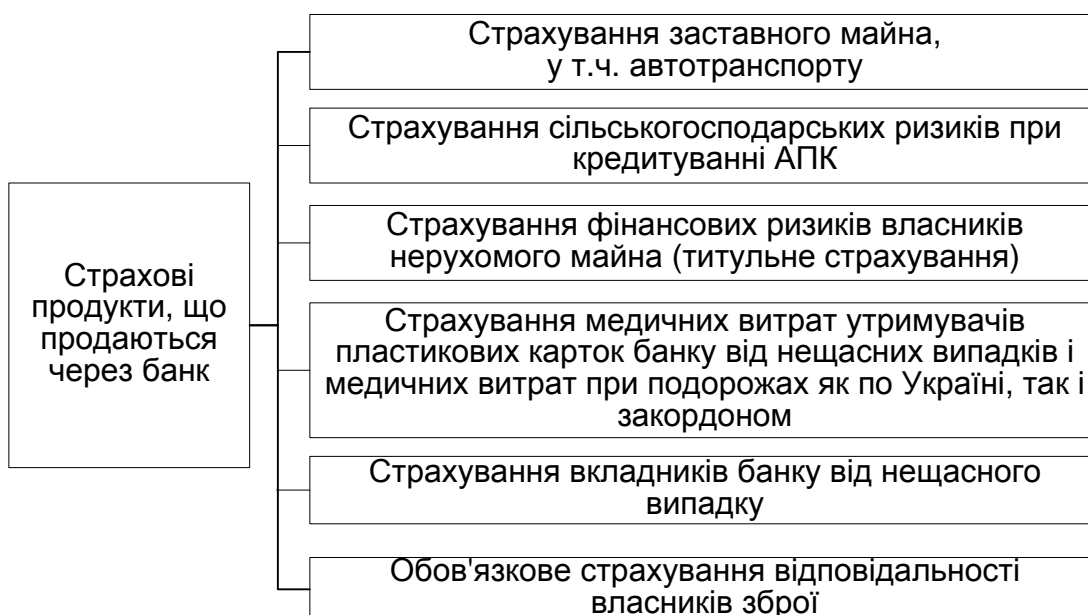 Страхування заставного майна,
у т.ч. автотранспорту
Страхування сільськогосподарських ризиків при
кредитуванні АПК
Страхування фінансових ризиків власників
нерухомого майна (титульне страхування)
Страхові
продукти, що
продаються
через банк
Страхування медичних витрат утримувачів
пластикових карток банку від нещасних випадків і
медичних витрат при подорожах як по Україні, так і
закордоном
Страхування вкладників банку від нещасного
випадку
Обов'язкове страхування відповідальності
власників зброї